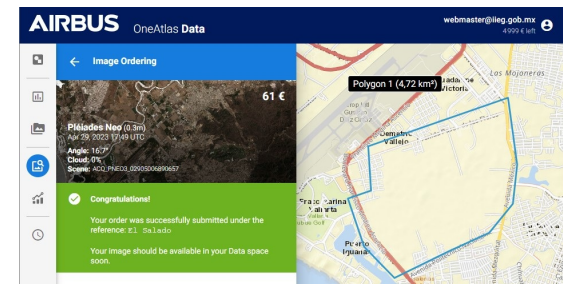 AIRBUS OneAtlas Data
webmaster@iieg.gob.mx
4999 € left
Image Ordering
61 €
Pléiades Neo (0.3m)
Apr 29, 2023 17:49 UTC
Angle: 16.7°
Cloud: 0%
Scene: ACQ_PNEO3_02905006890657
Congratulations!
Your order was successfully submitted under the
reference: El Salado
Your image should be available in your Data space
soon.
Polygon 1 (4,72 km²)
Las Mojoneras
Victoria
Demetrio
Vallejo
Puerto
Iguana